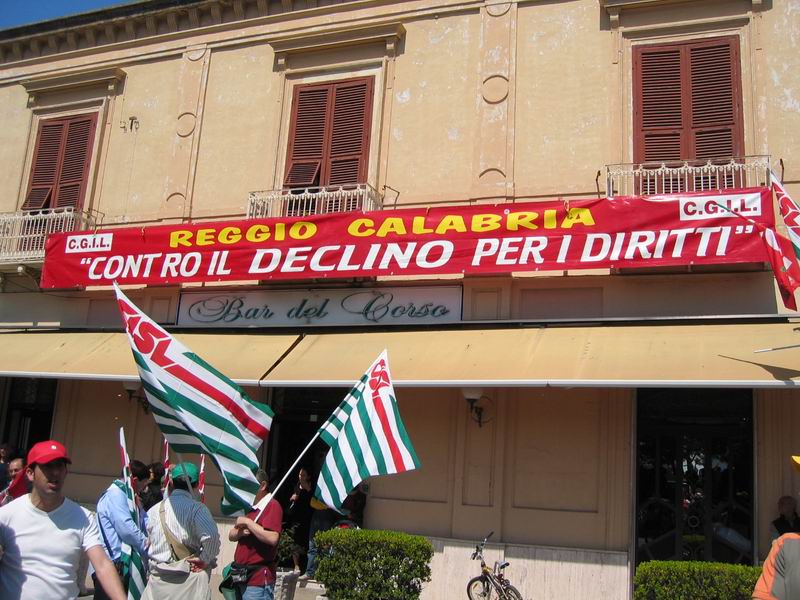 C.G.I.L.
REGGIO CALABRIA
C.G.I.L.
"CONTRO IL DECLINO PER I DIRITTI"
Bar del Corso
CISL
CISL